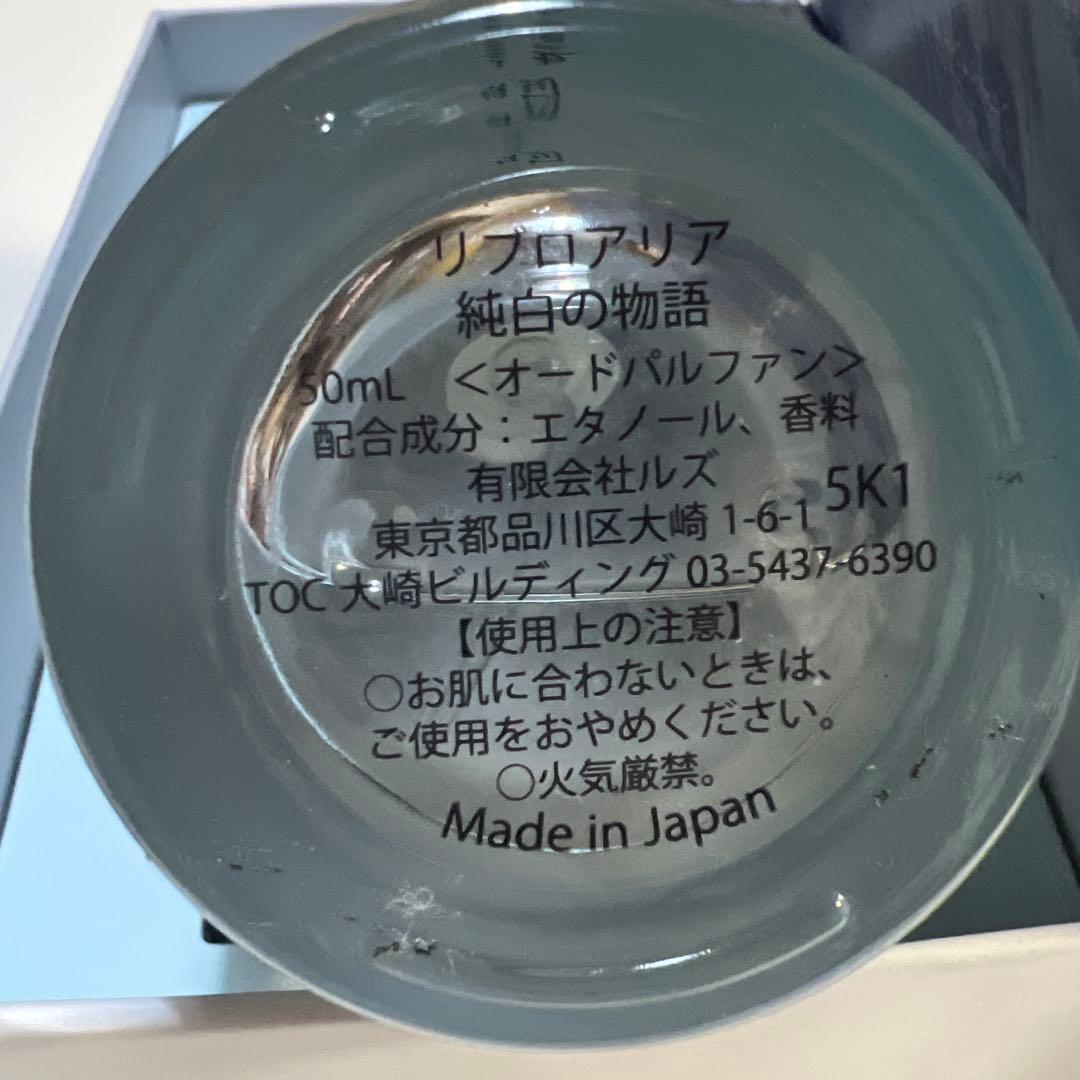 リブロアリア
純白の物語
50mL <オードパルファン>
配合成分：エタノール、香料
有限会社ルズ
東京都品川区大崎 1-6-1 5K1
TOC 大崎ビルディング 03-5437-6390
【使用上の注意】
○お肌に合わないときは、
ご使用をおやめください。
○火気厳禁。
Made in Japan